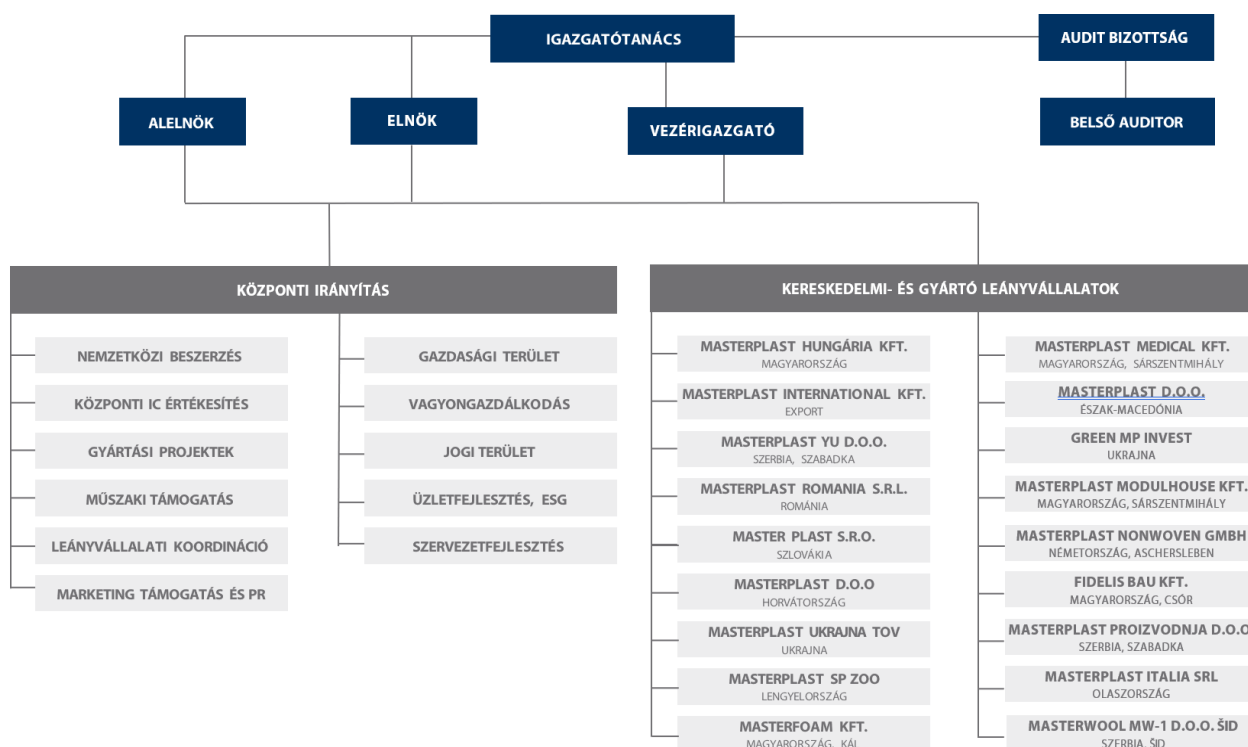 IGAZGATÓTANÁCS
AUDIT BIZOTTSÁG
ALELNÖK
ELNÖK
VEZÉRIGAZGATÓ
BELSŐ AUDITOR
KÖZPONTI IRÁNYÍTÁS
NEMZETKÖZI BESZERZÉS
KÖZPONTI IC ÉRTÉKESÍTÉS
GYÁRTÁSI PROJEKTEK
MŰSZAKI TÁMOGATÁS
LEÁNYVÁLLALATI KOORDINÁCIÓ
MARKETING TÁMOGATÁS ÉS PR
GAZDASÁGI TERÜLET
VAGYONGAZDÁLKODÁS
JOGI TERÜLET
ÜZLETFEJLESZTÉS, ESG
SZERVEZETFEJLESZTÉS
KERESKEDELMI- ÉS GYÁRTÓ LEÁNYVÁLLALATOK
MASTERPLAST HUNGÁRIA KFT.
MAGYARORSZÁG
MASTERPLAST INTERNATIONAL KFT.
EXPORT
MASTERPLAST YU D.O.O.
SZERBIA, SZABADKA
MASTERPLAST ROMANIA S.R.L.
ROMÁNIA
MASTER PLAST S.R.O.
SZLOVÁKIA
MASTERPLAST D.O.O
HORVÁTORSZÁG
MASTERPLAST UKRAJNA TOV
UKRAJNA
MASTERPLAST SP ZOO
LENGYELORSZÁG
MASTERFOAM KFT.
MAGYARORSZÁG, KÁL
MASTERPLAST MEDICAL KFT.
MAGYARORSZÁG, SÁRSZENTMIHÁLY
MASTERPLAST D.O.O.
ÉSZAK-MACEDÓNIA
GREEN MP INVEST
UKRAJNA
MASTERPLAST MODULHOUSE KFT.
MAGYARORSZÁG, SÁRSZENTMIHÁLY
MASTERPLAST NONWOVEN GMBH
NÉMETORSZÁG, ASCHERSLEBEN
FIDELIS BAU KFT.
MAGYARORSZÁG, CSÓR
MASTERPLAST PROIZVODNJA D.O.O
SZERBIA, SZABADKA
MASTERPLAST ITALIA SRL
OLASZORSZÁG
MASTERWOOL MW-1 D.O.O. ŠID
SZERBIA, ŠID